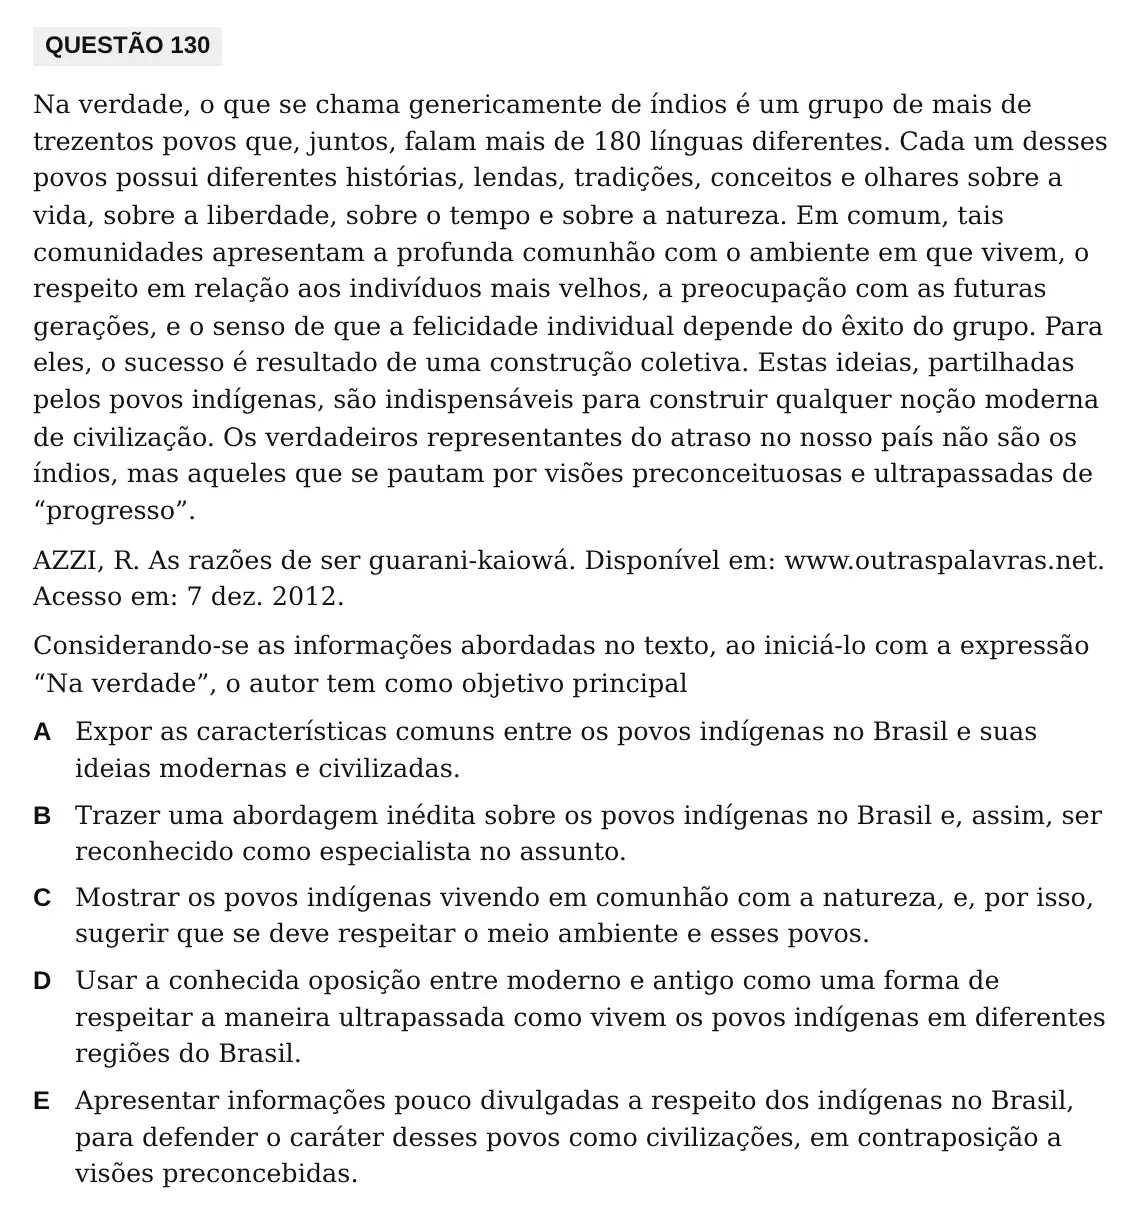 QUESTÃO 130
Na verdade, o que se chama genericamente de índios é um grupo de mais de
trezentos povos que, juntos, falam mais de 180 línguas diferentes. Cada um desses
povos possui diferentes histórias, lendas, tradições, conceitos e olhares sobre a
vida, sobre a liberdade, sobre o tempo e sobre a natureza. Em comum, tais
comunidades apresentam a profunda comunhão com o ambiente em que vivem, o
respeito em relação aos indivíduos mais velhos, a preocupação com as futuras
gerações, e o senso de que a felicidade individual depende do êxito do grupo. Para
eles, o sucesso é resultado de uma construção coletiva. Estas ideias, partilhadas
pelos povos indígenas, são indispensáveis para construir qualquer noção moderna
de civilização. Os verdadeiros representantes do atraso no nosso país não são os
índios, mas aqueles que se pautam por visões preconceituosas e ultrapassadas de
“progresso”.
AZZI, R. As razões de ser guarani-kaiowá. Disponível em: www.outraspalavras.net.
Acesso em: 7 dez. 2012.
Considerando-se as informações abordadas no texto, ao iniciá-lo com a expressão
“Na verdade”, o autor tem como objetivo principal
A Expor as características comuns entre os povos indígenas no Brasil e suas
ideias modernas e civilizadas.
B Trazer uma abordagem inédita sobre os povos indígenas no Brasil e, assim, ser
reconhecido como especialista no assunto.
C Mostrar os povos indígenas vivendo em comunhão com a natureza, e, por isso,
sugerir que se deve respeitar o meio ambiente e esses povos.
D Usar a conhecida oposição entre moderno e antigo como uma forma de
respeitar a maneira ultrapassada como vivem os povos indígenas em diferentes
regiões do Brasil.
E Apresentar informações pouco divulgadas a respeito dos indígenas no Brasil,
para defender o caráter desses povos como civilizações, em contraposição a
visões preconcebidas.